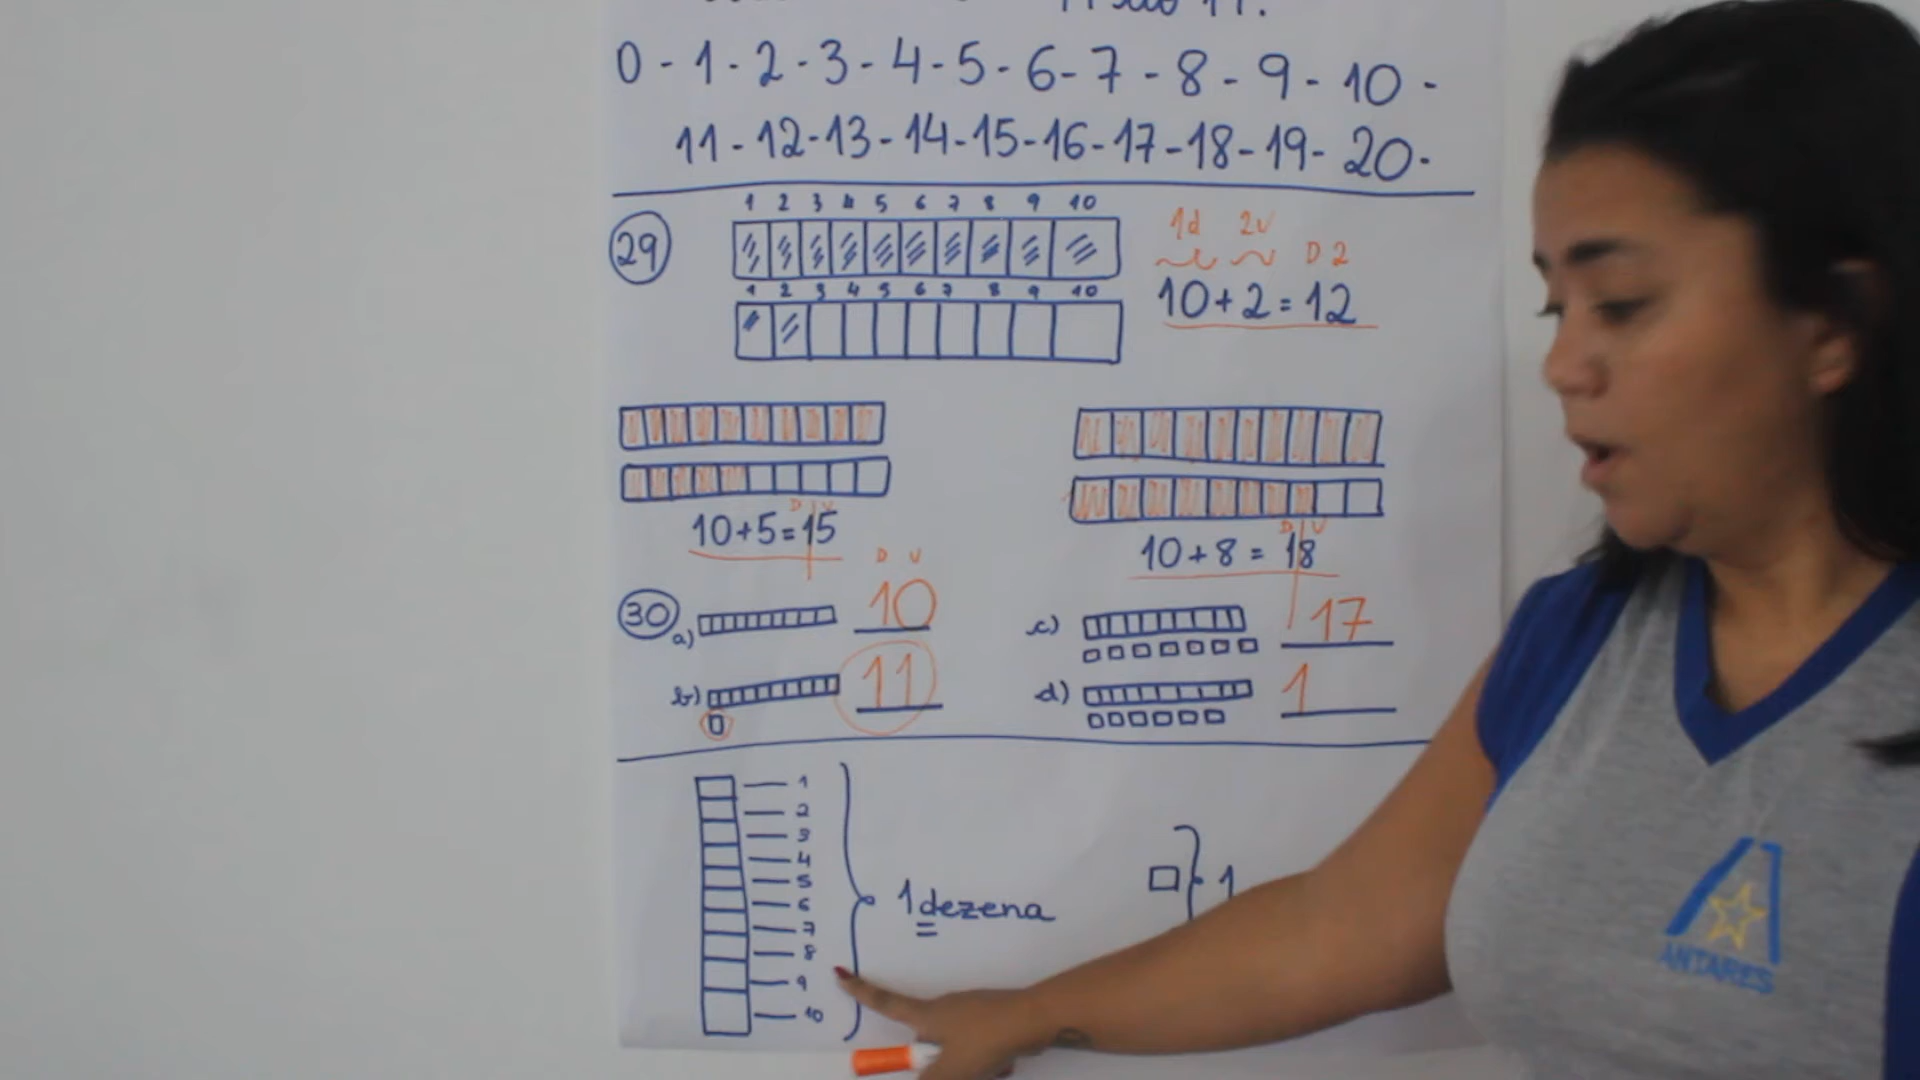 0 - 1 - 2 - 3 - 4 - 5 - 6 - 7 - 8 - 9 - 10 -
11 - 12 - 13 - 14 - 15 - 16 - 17 - 18 - 19 - 20.
29
1 2 3 4 5 6 7 8 9 10
1 2 3 4 5 6 7 8 9 10
1d 2u
D 2
10 + 2 = 12
D U
10 + 5 = 15
D U
10 + 8 = 18
30
a)
D U
10
b)
11
c)
17
d)
1
1
2
3
4
5
6
7
8
9
10
1 dezena
1
ANTARES